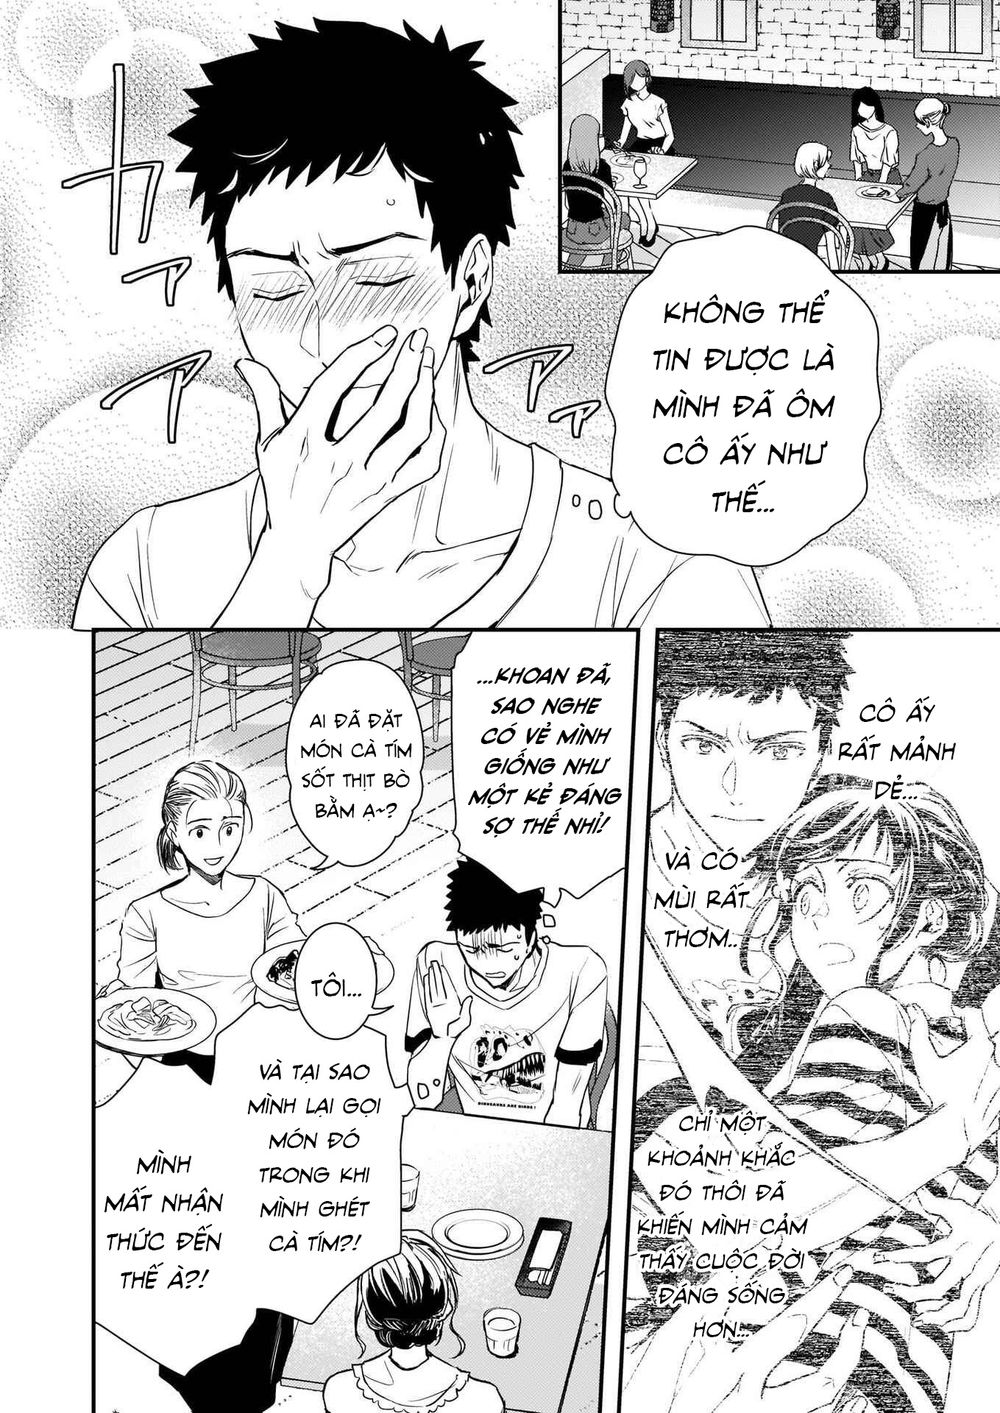 KHÔNG THỂ
TIN ĐƯỢC LÀ
MÌNH ĐÃ ÔM
CÔ ẤY NHƯ
THẾ...
カァァァ
CÔ ẤY
RẤT MẢNH
DẺ...
VÀ CÓ
MÙI RẤT
THƠM..
CHỈ MỘT
KHOẢNH KHẮC
ĐÓ THÔI ĐÃ
KHIẾN MÌNH CẢM
THẤY CUỘC ĐỜI
ĐÁNG SỐNG
HƠN...
...KHOAN ĐÃ,
SAO NGHE
CÓ VẺ MÌNH
GIỐNG NHƯ
MỘT KẺ ĐÁNG
SỢ THẾ NHỈ!
AI ĐÃ ĐẶT
MÓN CÀ TÍM
SỐT THỊT BÒ
BẰM Ạ~?
TÔI...
DINOSAURS ARE BIRDS!
VÀ TẠI SAO
MÌNH LẠI GỌI
MÓN ĐÓ
TRONG KHI
MÌNH GHÉT
CÀ TÍM?!
MÌNH
MẤT NHẬN
THỨC ĐẾN
THẾ À?!